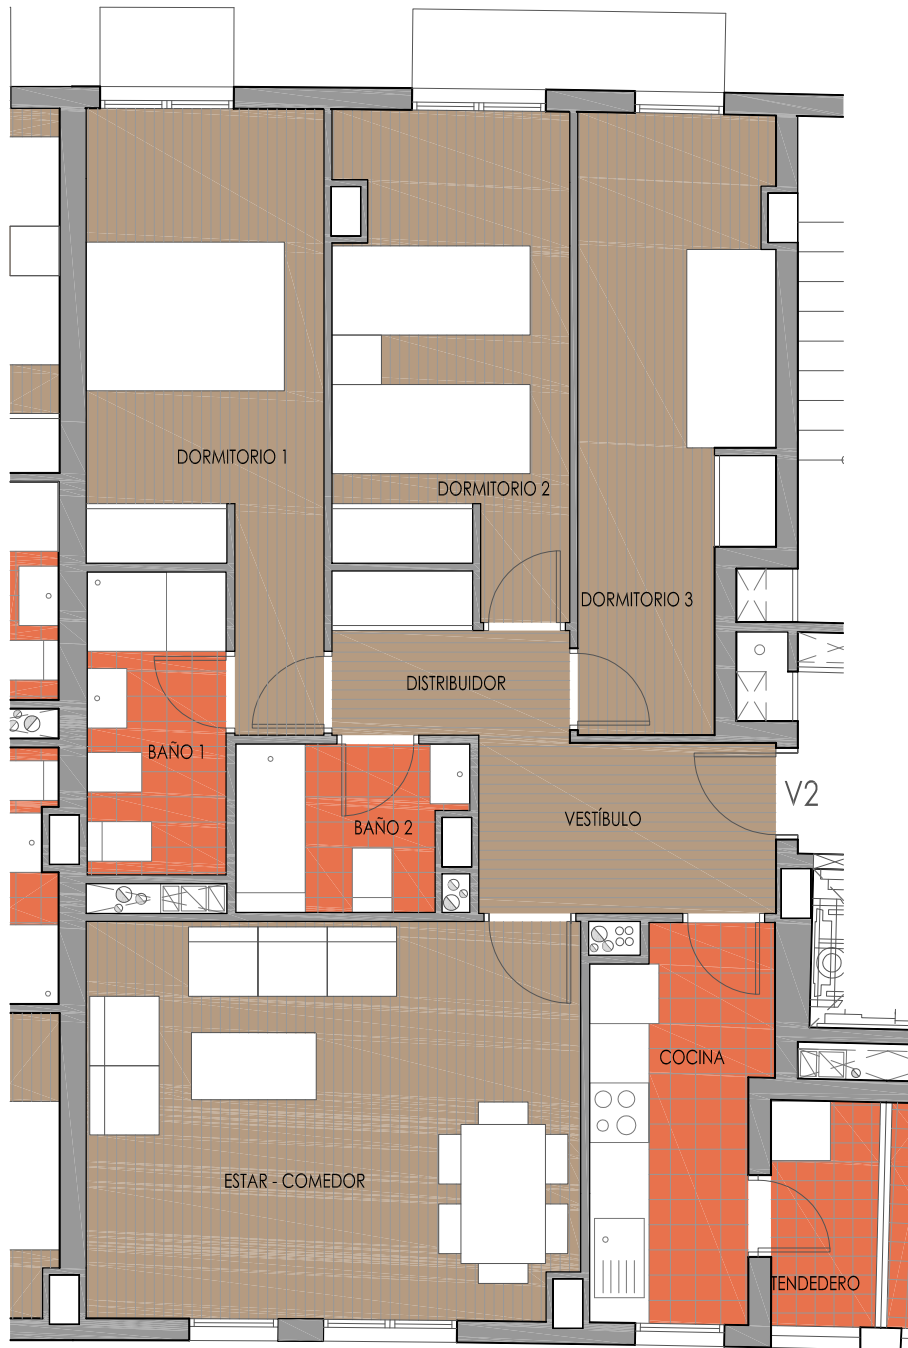 DORMITORIO 1
DORMITORIO 2
DORMITORIO 3
DISTRIBUIDOR
BAÑO 1
V2
VESTÍBULO
BAÑO 2
COCINA
ESTAR - COMEDOR
TENDEDERO